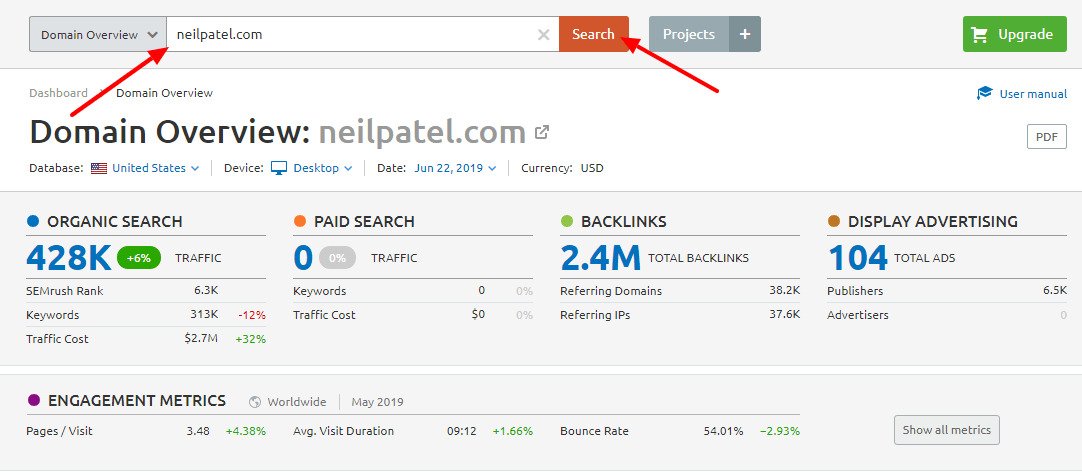 Domain Overview neilpatel.com × Search Projects + Upgrade
Dashboard Domain Overview User manual
Domain Overview: neilpatel.com PDF
Database: United States Device: Desktop Date: Jun 22, 2019 Currency: USD
ORGANIC SEARCH PAID SEARCH BACKLINKS DISPLAY ADVERTISING
428K +6% TRAFFIC 0 0% TRAFFIC 2.4M TOTAL BACKLINKS 104 TOTAL ADS
SEMrush Rank 6.3K Keywords 0 0% Referring Domains 38.2K Publishers 6.5K
Keywords 313K -12% Traffic Cost $0 0% Referring IPs 37.6K Advertisers 0
Traffic Cost $2.7M +32%
ENGAGEMENT METRICS Worldwide May 2019
Pages / Visit 3.48 +4.38% Avg. Visit Duration 09:12 +1.66% Bounce Rate 54.01% −2.93% Show all metrics